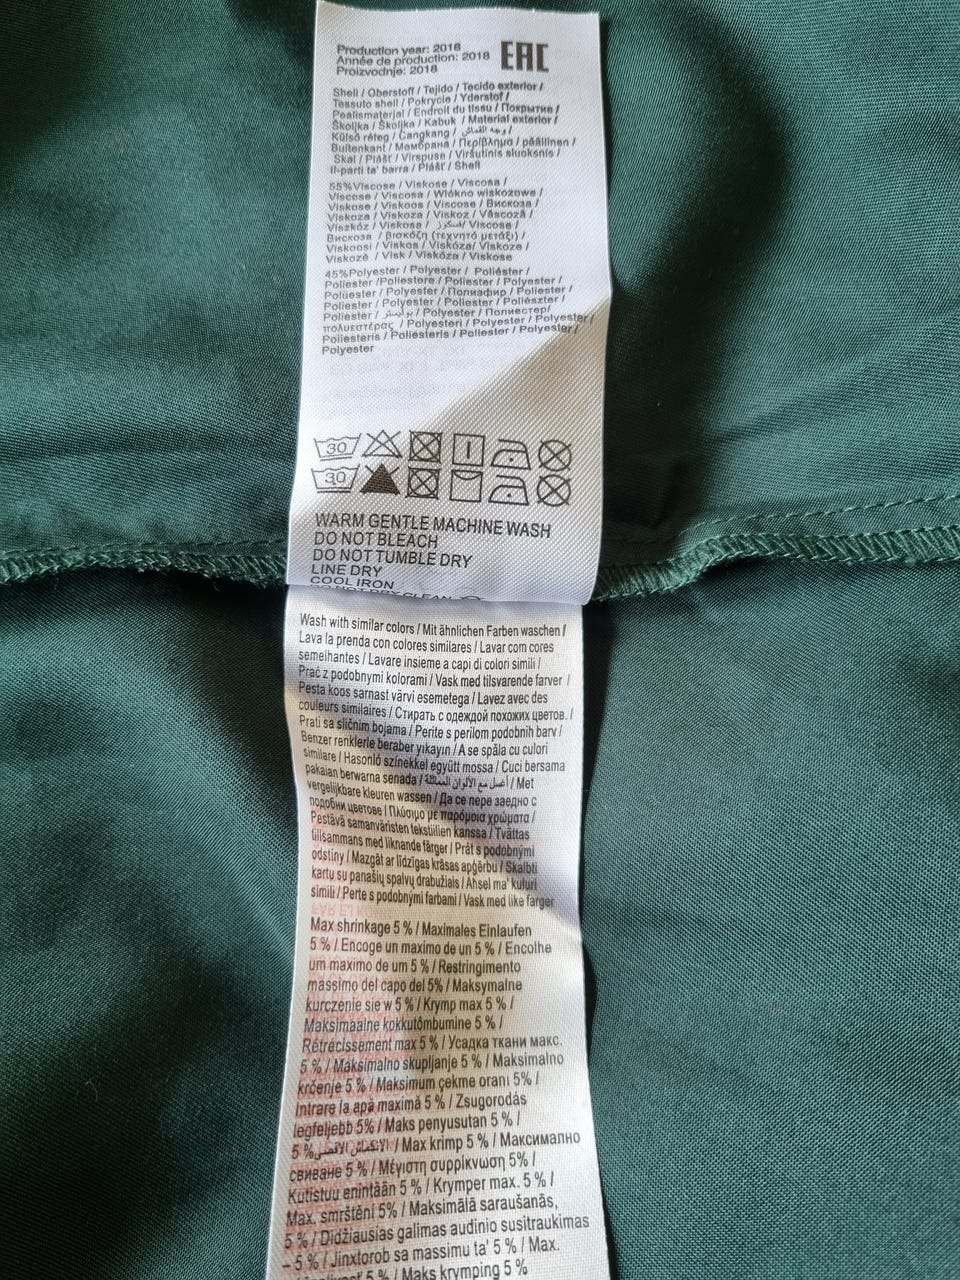 Production year: 2018
Année de production: 2018 EAC
Proizvodnje: 2018
Shell / Oberstoff / Tejido / Tecido exterior /
Tessuto shell / Pokrycie / Yderstof /
Pealismaterjal / Endroit du tissu / Покрытие /
Školjka / Školjka / Kabuk / Material exterior /
Külső réteg / Cangkang / وجه القماش /
Buitenkant / Мембрана / Περίβλημα / päällinen /
Skal / Plášť / Virspuse / Viršutinis sluoksnis /
Il-parti ta' barra / Plášť / Shell
55%Viscose / Viskose / Viscosa /
Viscose / Viscosa / Włókno wiskozowe /
Viskose / Viskoos / Viscose / Вискоза /
Viskoza / Viskoza / Viskoz / Vâscoză /
Viszkóz / Viskosa / فسكوز / Viscose /
Вискоза / βισκόζη (τεχνητό μετάξι) /
Viskoosi / Viskos / Viskóza/ Viskoze /
Viskozė / Visk / Viskóza / Viskose
45%Polyester / Polyester / Poliéster /
Poliester /Poliestere / Poliester / Polyester /
Polüester / Polyester / Полиэфир / Poliester /
Poliester / Polyester / Poliester / Poliészter /
Poliester / بوليستر / Polyester / Полиестер/
πολυεστέρας / Polyesteri / Polyester / Polyester/
Poliesteris / Poliesteris / Poliester / Polyester/
Polyester
30
30
WARM GENTLE MACHINE WASH
DO NOT BLEACH
DO NOT TUMBLE DRY
LINE DRY
COOL IRON
DO NOT DRY CLEAN
Wash with similar colors / Mit ähnlichen Farben waschen /
Lava la prenda con colores similares / Lavar com cores
semelhantes / Lavare insieme a capi di colori simili /
Prać z podobnymi kolorami / Vask med tilsvarende farver /
Pesta koos sarnast värvi esemetega / Lavez avec des
couleurs similaires / Стирать с одеждой похожих цветов. /
Prati sa sličnim bojama / Perite s perilom podobnih barv /
Benzer renklerle beraber yıkayın / A se spăla cu culori
similare / Hasonló színekkel együtt mossa / Cuci bersama
pakaian berwarna senada / أغسل مع الألوان المماثلة / Met
vergelijkbare kleuren wassen / Да се пере заедно с
подобни цветове / Πλύσιμο με παρόμοια χρώματα /
Pestävä samanväristen tekstiilien kanssa / Tvättas
tillsammans med liknande färger / Prát s podobnými
odstíny / Mazgāt ar līdzīgas krāsas apģērbu / Skalbti
kartu su panašių spalvų drabužiais / Aħsel ma' kuluri
simili / Perte s podobnými farbami / Vask med like farger
Max shrinkage 5 % / Maximales Einlaufen
5 % / Encoge un maximo de un 5 % / Encolhe
um maximo de um 5 % / Restringimento
massimo del capo del 5% / Maksymalne
kurczenie sie w 5 % / Krymp max 5 % /
Maksimaalne kokkutõmbumine 5 % /
Rétrécissement max 5 % / Усадка ткани макс.
5 % / Maksimalno skupljanje 5 % / Maksimalno
krčenje 5 % / Maksimum çekme oranı 5% /
Intrare la apă maximă 5 % / Zsugorodás
legfeljebb 5% / Maks penyusutan 5 % /
5 % الانكماش الأقصى / Max krimp 5 % / Максимално
свиване 5 % / Μέγιστη συρρίκνωση 5% /
Kutistuu enintään 5 % / Krymper max. 5 % /
Max. smrštění 5% / Maksimālā saraušanās,
5 % / Didžiausias galimas audinio susitraukimas
– 5 % / Jinxtorob sa massimu ta' 5 % / Max.
5 % / Maks krymping 5 %